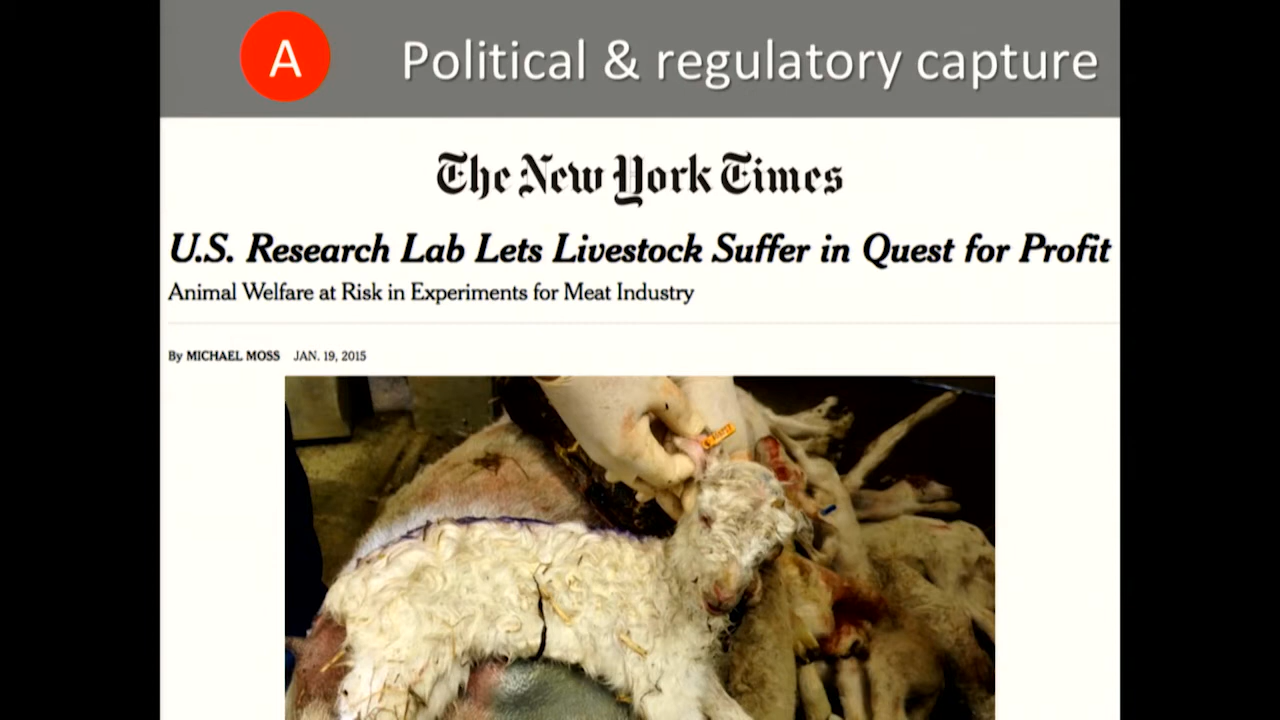 A Political & regulatory capture
The New York Times
U.S. Research Lab Lets Livestock Suffer in Quest for Profit
Animal Welfare at Risk in Experiments for Meat Industry
By MICHAEL MOSS JAN. 19, 2015